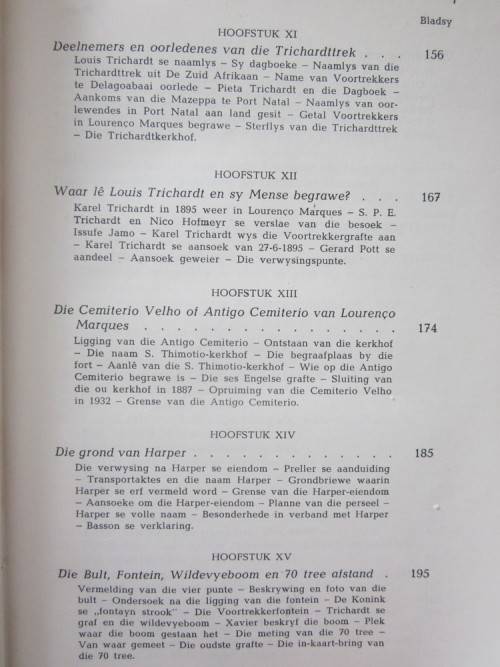 Bladsy
HOOFSTUK XI
Deelnemers en oorledenes van die Trichardttrek . . . 156
Louis Trichardt se naamlys – Sy dagboeke – Naamlys van die
Trichardttrek uit De Zuid Afrikaan – Name van Voortrekkers
te Delagoabaai oorlede – Pieta Trichardt en die Dagboek –
Aankoms van die Mazeppa te Port Natal – Naamlys van oor-
lewendes in Port Natal aan land gesit – Getal Voortrekkers
in Lourenço Marques begrawe – Sterflys van die Trichardttrek
– Die Trichardtkerkhof.
HOOFSTUK XII
Waar lê Louis Trichardt en sy Mense begrawe? . . . 167
Karel Trichardt in 1895 weer in Lourenço Marques – S. P. E.
Trichardt en Nico Hofmeyr se verslae van die besoek –
Issufe Jamo – Karel Trichardt wys die Voortrekkergrafte aan
– Karel Trichardt se aansoek van 27-6-1895 – Gerard Pott se
aandeel – Aansoek geweier – Die verwysingspunte.
HOOFSTUK XIII
Die Cemiterio Velho of Antigo Cemiterio van Lourenço
Marques . . . . . . . . . . . . . . . . 174
Ligging van die Antigo Cemiterio – Ontstaan van die kerkhof
– Die naam S. Thimotio-kerkhof – Die begraafplaas by die
fort – Aanlê van die S. Thimotio-kerkhof – Wie op die Antigo
Cemiterio begrawe is – Die ses Engelse grafte – Sluiting van
die ou kerkhof in 1887 – Opruiming van die Cemiterio Velho
in 1932 – Grense van die Antigo Cemiterio.
HOOFSTUK XIV
Die grond van Harper . . . . . . . . . . . . . 185
Die verwysing na Harper se eiendom – Preller se aanduiding
– Transportaktes en die naam Harper – Grondbriewe waarin
Harper se erf vermeld word – Grense van die Harper-eiendom
– Aansoeke om die Harper-eiendom – Planne van die perseel –
Harper se volle naam – Besonderhede in verband met Harper
– Basson se verklaring.
HOOFSTUK XV
Die Bult, Fontein, Wildevyeboom en 70 tree afstand . 195
Vermelding van die vier punte – Beskrywing en foto van die
bult – Ondersoek na die ligging van die fontein – De Konink
se „fontayn strook” – Die Voortrekkerfontein – Trichardt se
graf en die wildevyeboom – Xavier beskryf die boom – Plek
waar die boom gestaan het – Die meting van die 70 tree –
Van waar gemeet – Die oudste grafte – Die in-kaart-bring van
die 70 tree.